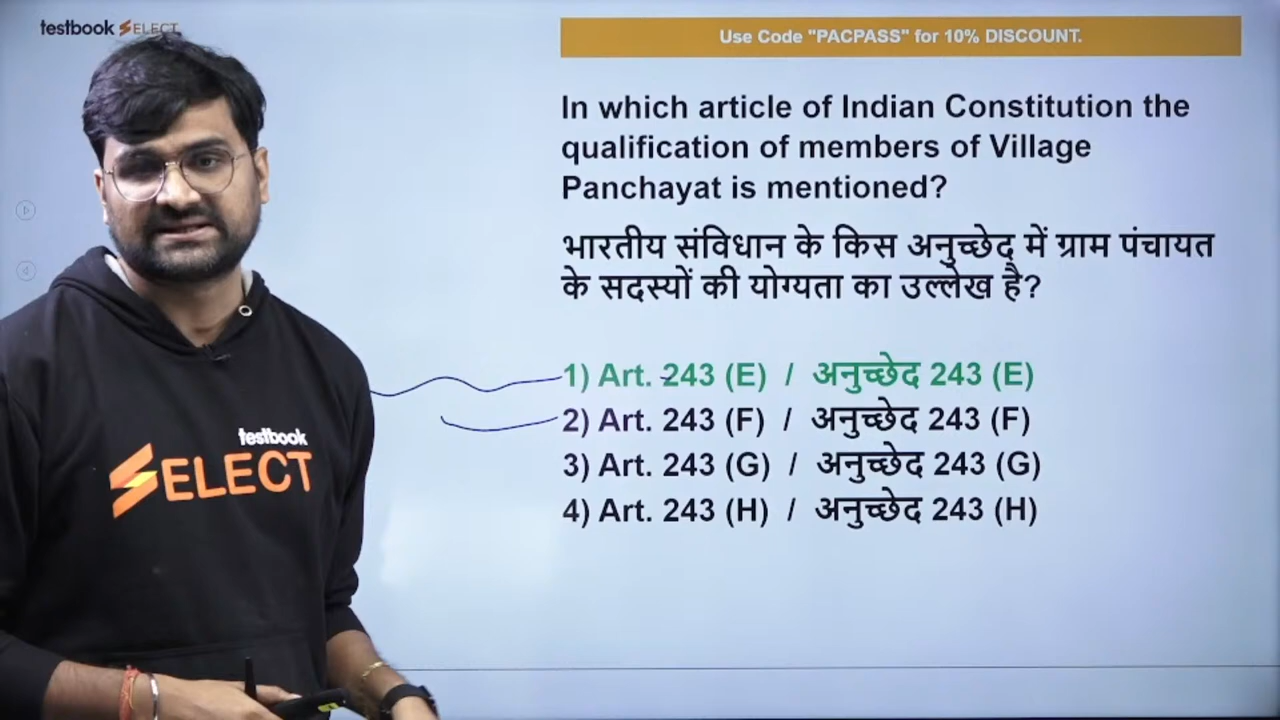 testbook SELECT
Use Code "PACPASS" for 10% DISCOUNT.
In which article of Indian Constitution the
qualification of members of Village
Panchayat is mentioned?
भारतीय संविधान के किस अनुच्छेद में ग्राम पंचायत
के सदस्यों की योग्यता का उल्लेख है?
1) Art. 243 (E) / अनुच्छेद 243 (E)
2) Art. 243 (F) / अनुच्छेद 243 (F)
3) Art. 243 (G) / अनुच्छेद 243 (G)
4) Art. 243 (H) / अनुच्छेद 243 (H)
testbook
SELECT